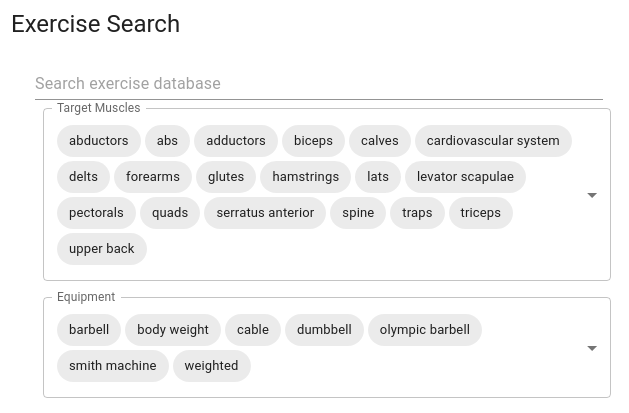 Exercise Search
Search exercise database
Target Muscles
abductors abs adductors biceps calves cardiovascular system
delts forearms glutes hamstrings lats levator scapulae
pectorals quads serratus anterior spine traps triceps
upper back
Equipment
barbell body weight cable dumbbell olympic barbell
smith machine weighted